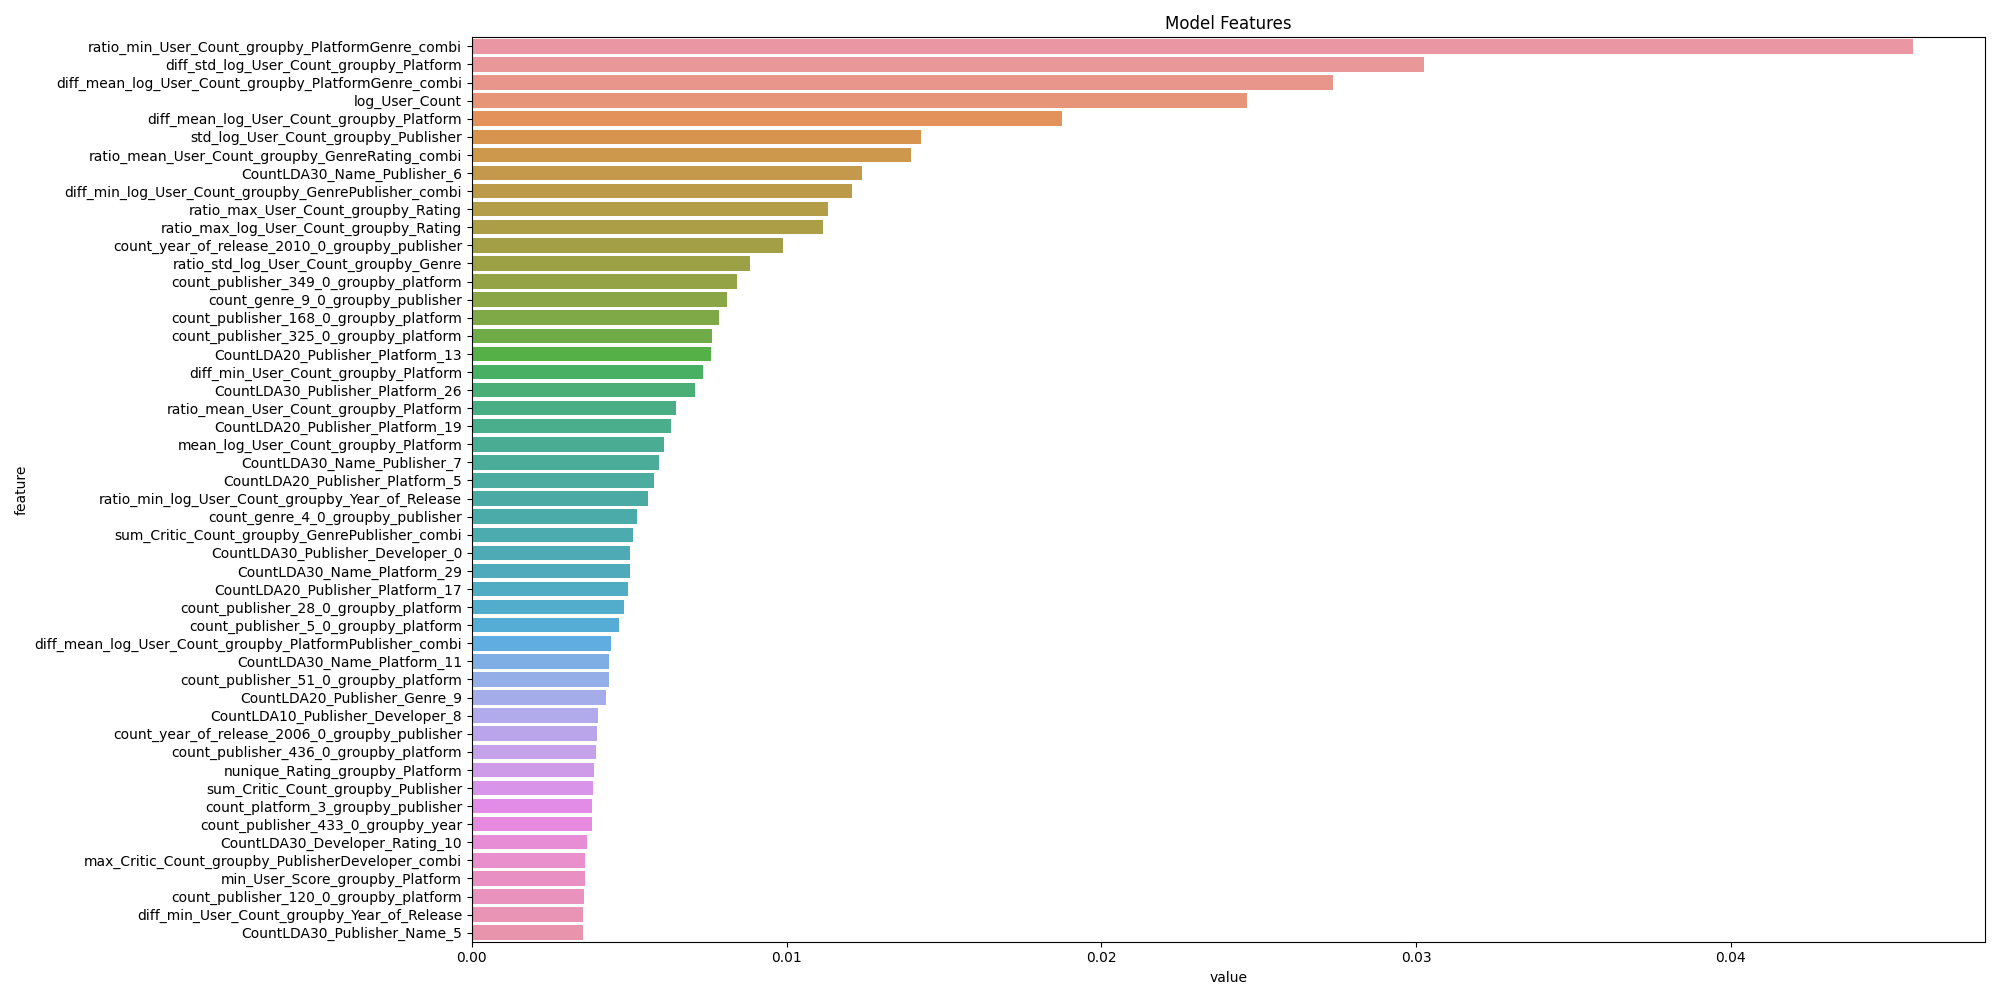 Model Features
feature
ratio_min_User_Count_groupby_PlatformGenre_combi
diff_std_log_User_Count_groupby_Platform
diff_mean_log_User_Count_groupby_PlatformGenre_combi
log_User_Count
diff_mean_log_User_Count_groupby_Platform
std_log_User_Count_groupby_Publisher
ratio_mean_User_Count_groupby_GenreRating_combi
CountLDA30_Name_Publisher_6
diff_min_log_User_Count_groupby_GenrePublisher_combi
ratio_max_User_Count_groupby_Rating
ratio_max_log_User_Count_groupby_Rating
count_year_of_release_2010_0_groupby_publisher
ratio_std_log_User_Count_groupby_Genre
count_publisher_349_0_groupby_platform
count_genre_9_0_groupby_publisher
count_publisher_168_0_groupby_platform
count_publisher_325_0_groupby_platform
CountLDA20_Publisher_Platform_13
diff_min_User_Count_groupby_Platform
CountLDA30_Publisher_Platform_26
ratio_mean_User_Count_groupby_Platform
CountLDA20_Publisher_Platform_19
mean_log_User_Count_groupby_Platform
CountLDA30_Name_Publisher_7
CountLDA20_Publisher_Platform_5
ratio_min_log_User_Count_groupby_Year_of_Release
count_genre_4_0_groupby_publisher
sum_Critic_Count_groupby_GenrePublisher_combi
CountLDA30_Publisher_Developer_0
CountLDA30_Name_Platform_29
CountLDA20_Publisher_Platform_17
count_publisher_28_0_groupby_platform
count_publisher_5_0_groupby_platform
diff_mean_log_User_Count_groupby_PlatformPublisher_combi
CountLDA30_Name_Platform_11
count_publisher_51_0_groupby_platform
CountLDA20_Publisher_Genre_9
CountLDA10_Publisher_Developer_8
count_year_of_release_2006_0_groupby_publisher
count_publisher_436_0_groupby_platform
nunique_Rating_groupby_Platform
sum_Critic_Count_groupby_Publisher
count_platform_3_groupby_publisher
count_publisher_433_0_groupby_year
CountLDA30_Developer_Rating_10
max_Critic_Count_groupby_PublisherDeveloper_combi
min_User_Score_groupby_Platform
count_publisher_120_0_groupby_platform
diff_min_User_Count_groupby_Year_of_Release
CountLDA30_Publisher_Name_5
0.00 0.01 0.02 0.03 0.04
value